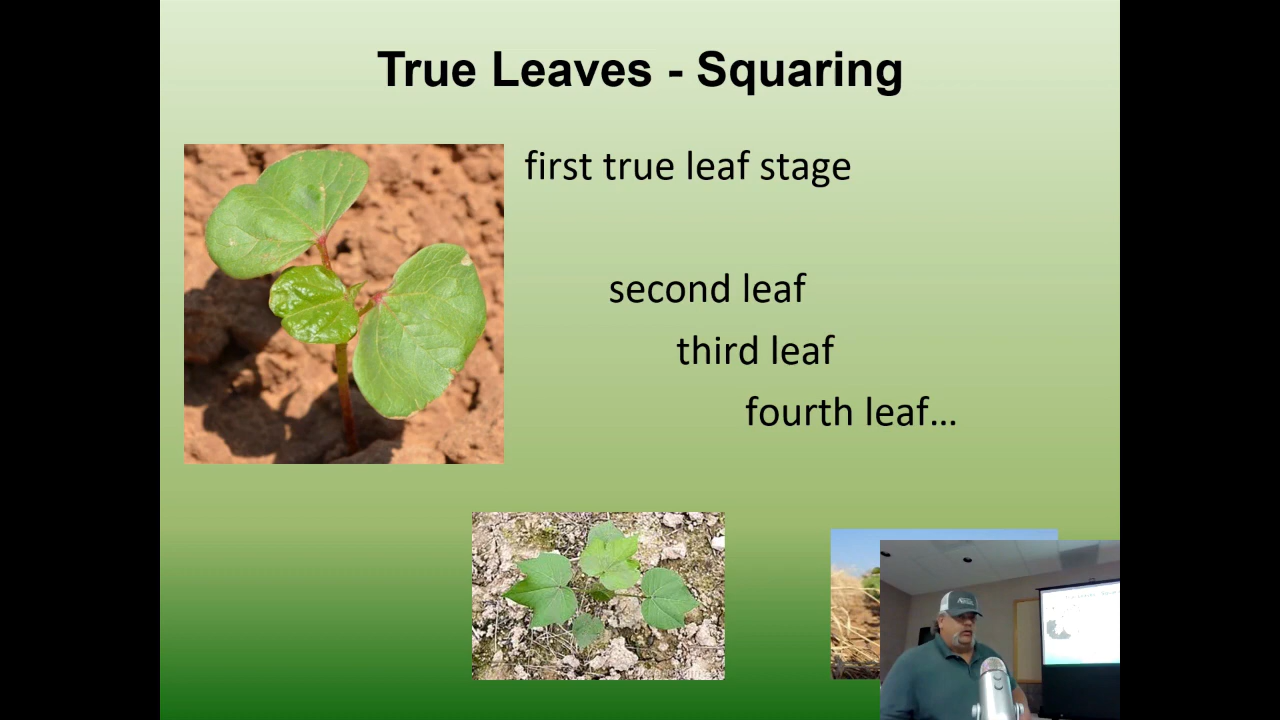 True Leaves - Squaring
first true leaf stage
second leaf
third leaf
fourth leaf…